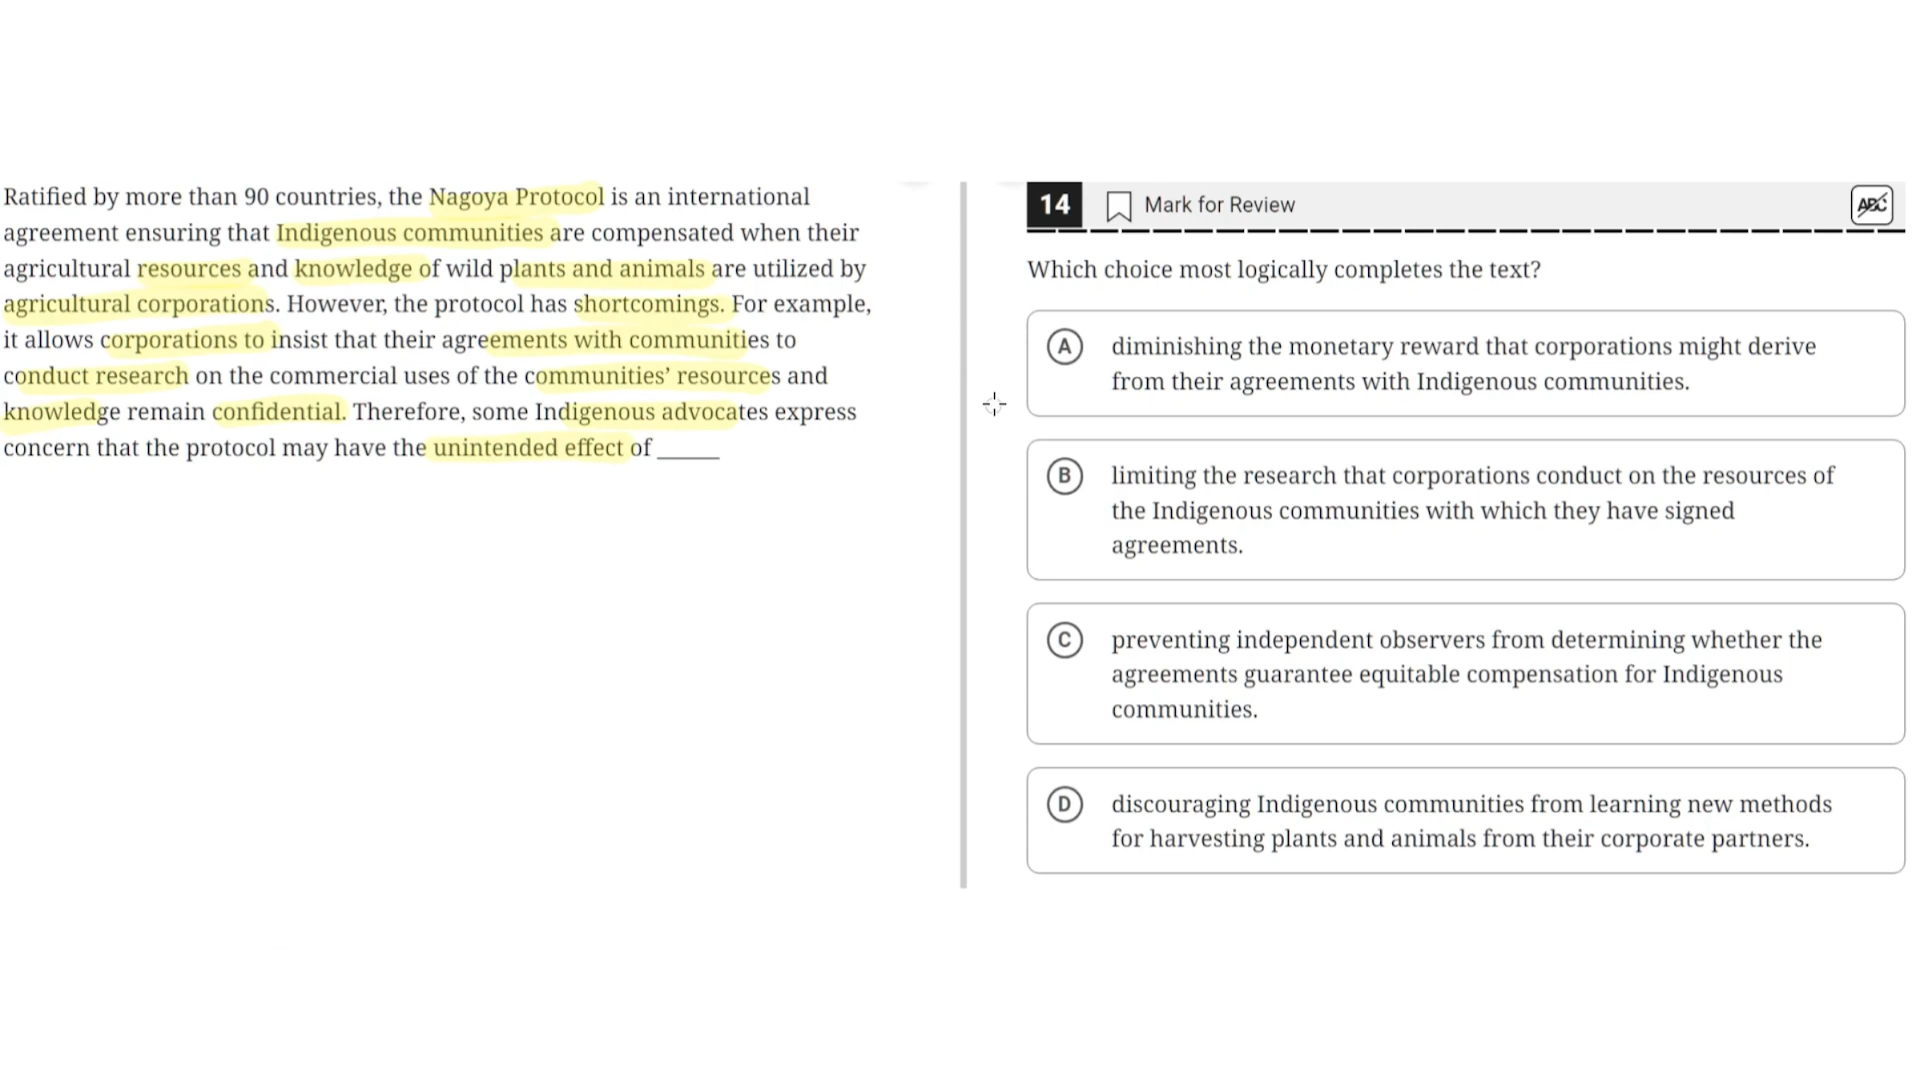 Ratified by more than 90 countries, the Nagoya Protocol is an international
agreement ensuring that Indigenous communities are compensated when their
agricultural resources and knowledge of wild plants and animals are utilized by
agricultural corporations. However, the protocol has shortcomings. For example,
it allows corporations to insist that their agreements with communities to
conduct research on the commercial uses of the communities’ resources and
knowledge remain confidential. Therefore, some Indigenous advocates express
concern that the protocol may have the unintended effect of ______
14 Mark for Review ABC
Which choice most logically completes the text?
A diminishing the monetary reward that corporations might derive
from their agreements with Indigenous communities.
B limiting the research that corporations conduct on the resources of
the Indigenous communities with which they have signed
agreements.
C preventing independent observers from determining whether the
agreements guarantee equitable compensation for Indigenous
communities.
D discouraging Indigenous communities from learning new methods
for harvesting plants and animals from their corporate partners.